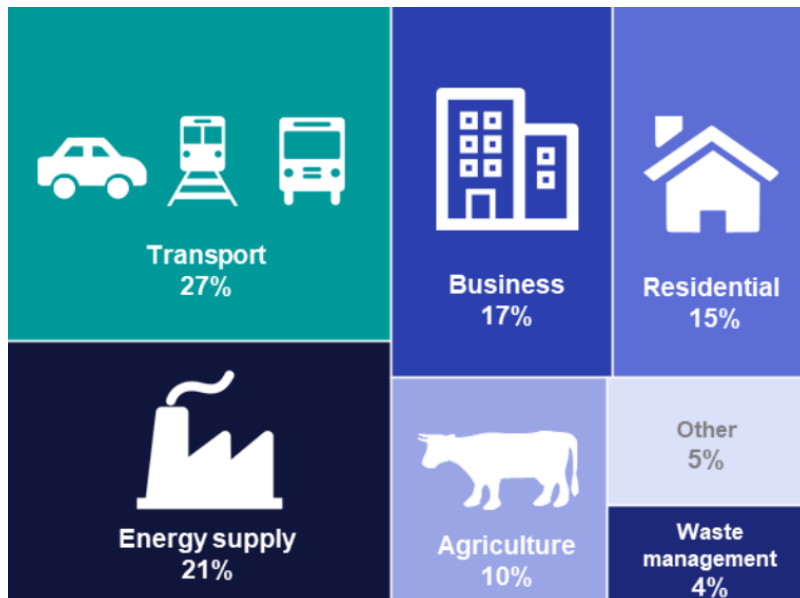 Transport
27%
Business
17%
Residential
15%
Energy supply
21%
Agriculture
10%
Other
5%
Waste
management
4%